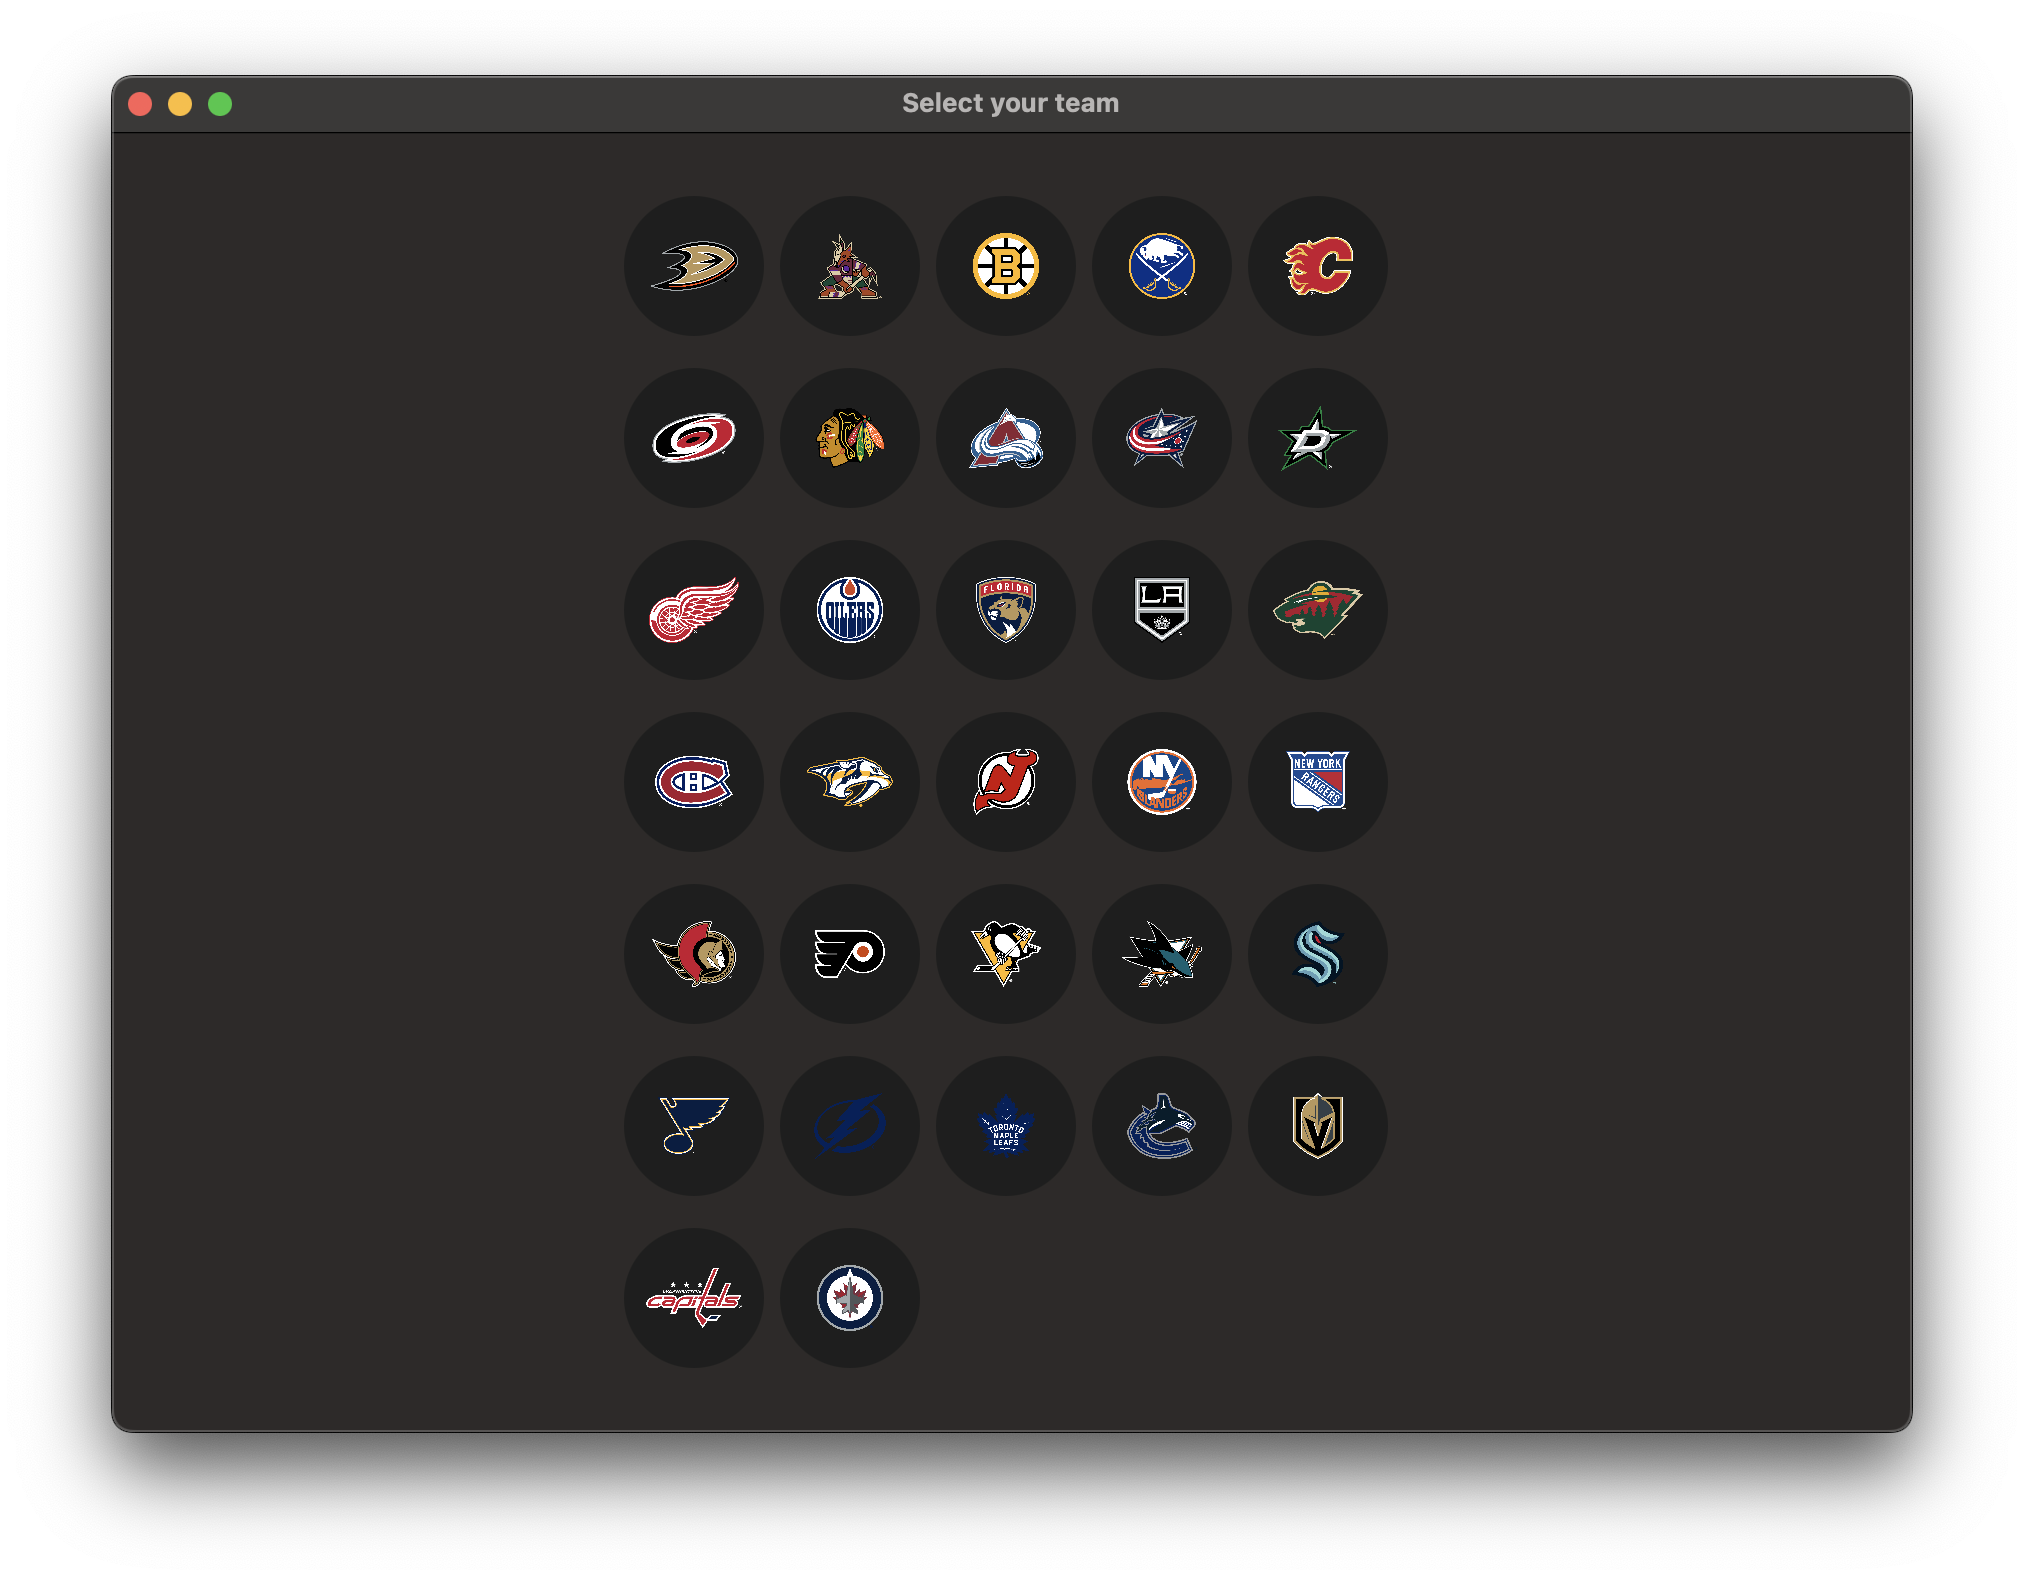 Select your team
B
C
D
OILERS
FLORIDA
LA
NY
ISLANDERS
NEW YORK
RANGERS
S
TORONTO
MAPLE
LEAFS
capitals